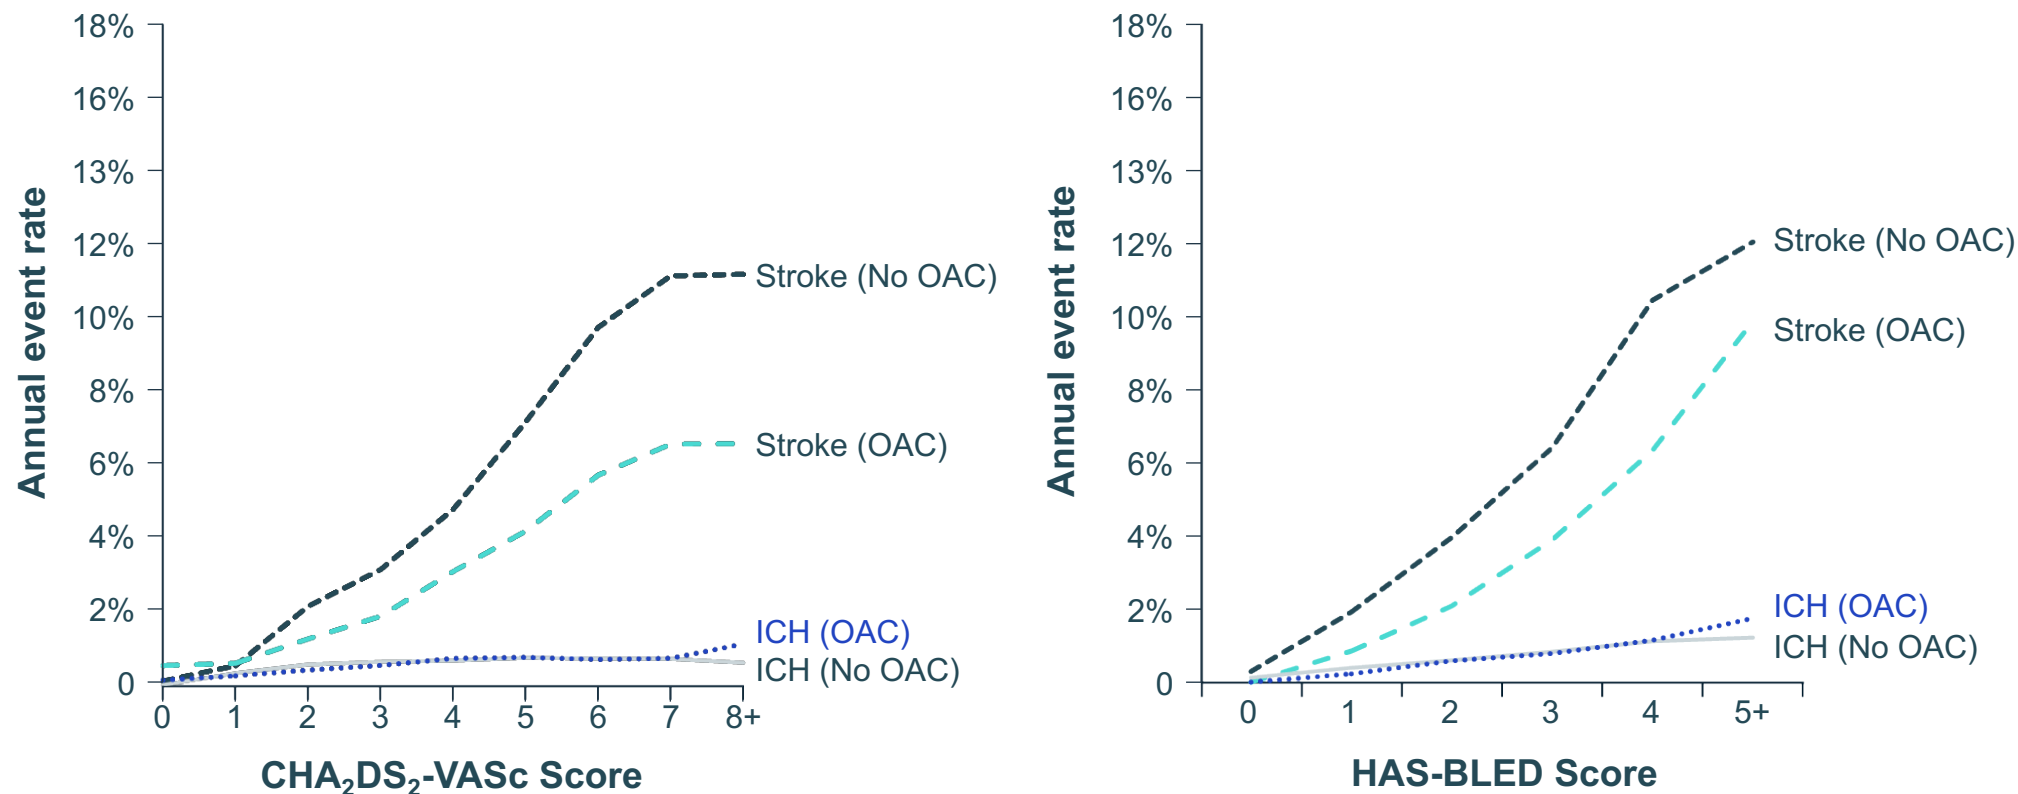 Annual event rate
18%
16%
13%
12%
10%
8%
6%
4%
2%
0
Stroke (No OAC)
Stroke (OAC)
ICH (OAC)
ICH (No OAC)
0 1 2 3 4 5 6 7 8+
CHA₂DS₂-VASc Score
Annual event rate
18%
16%
13%
12%
10%
8%
6%
4%
2%
0
Stroke (No OAC)
Stroke (OAC)
ICH (OAC)
ICH (No OAC)
0 1 2 3 4 5+
HAS-BLED Score